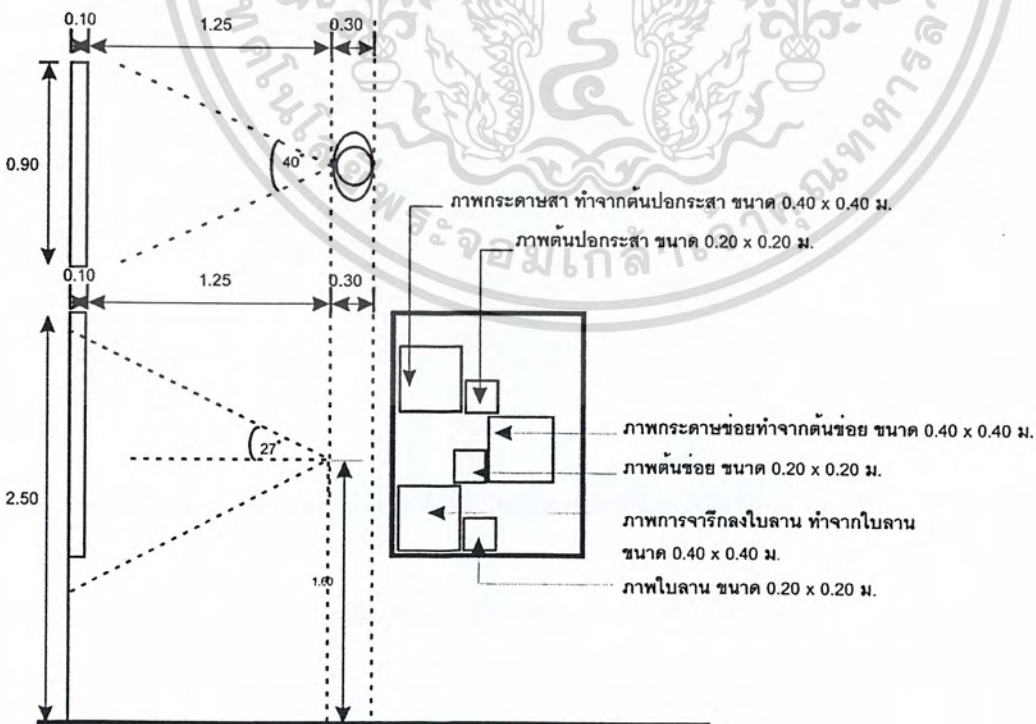 0.10
1.25
0.30
0.90
40°
ภาพกระดาษสา ทำจากต้นปอกระสา ขนาด 0.40 x 0.40 ม.
ภาพต้นปอกระสา ขนาด 0.20 x 0.20 ม.
0.10
1.25
0.30
2.50
27°
1.60
ภาพกระดาษข่อยทำจากต้นข่อย ขนาด 0.40 x 0.40 ม.
ภาพต้นข่อย ขนาด 0.20 x 0.20 ม.
ภาพการจารึกลงใบลาน ทำจากใบลาน
ขนาด 0.40 x 0.40 ม.
ภาพใบลาน ขนาด 0.20 x 0.20 ม.